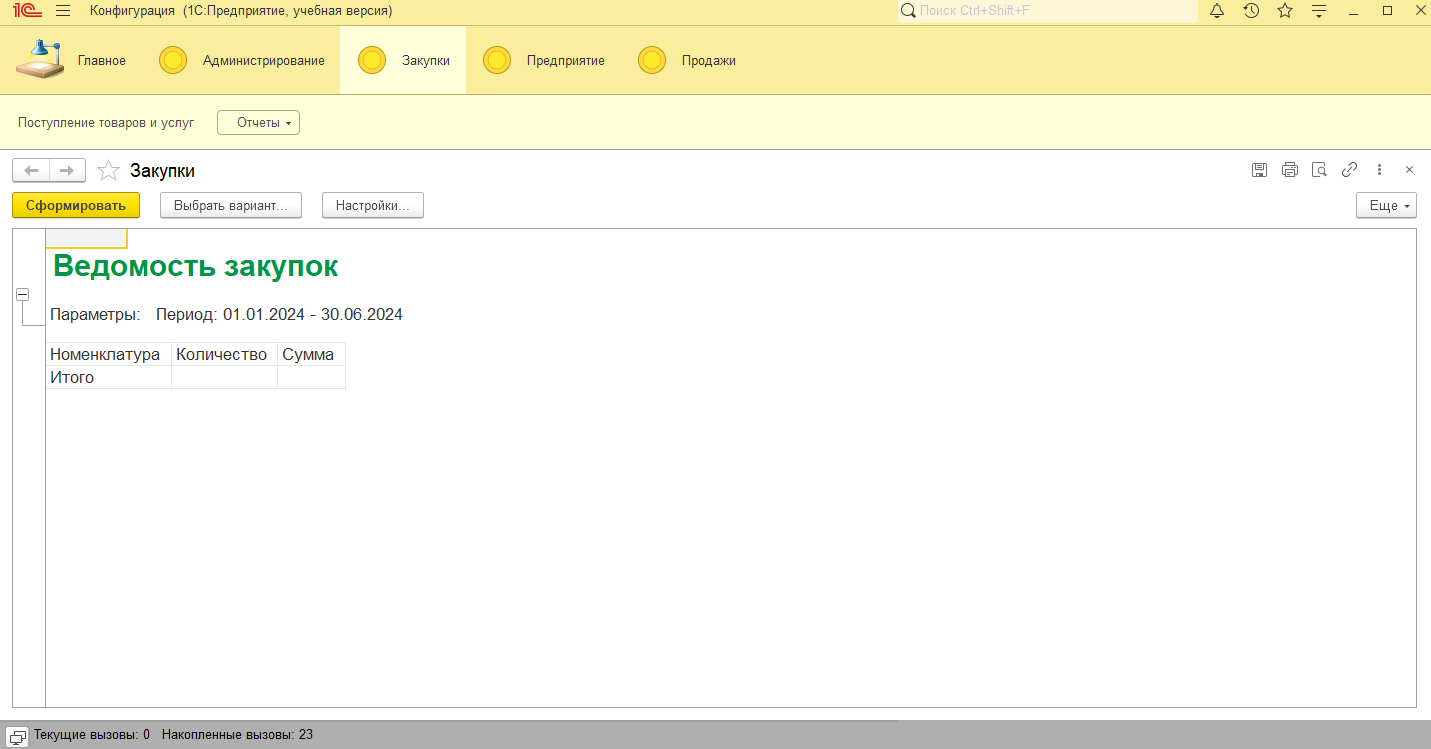 1С Конфигурация (1С:Предприятие, учебная версия) Поиск Ctrl+Shift+F
Главное Администрирование Закупки Предприятие Продажи
Поступление товаров и услуг Отчеты
Закупки
Сформировать Выбрать вариант... Настройки... Еще
Ведомость закупок
Параметры: Период: 01.01.2024 - 30.06.2024
Номенклатура Количество Сумма
Итого
Текущие вызовы: 0 Накопленные вызовы: 23